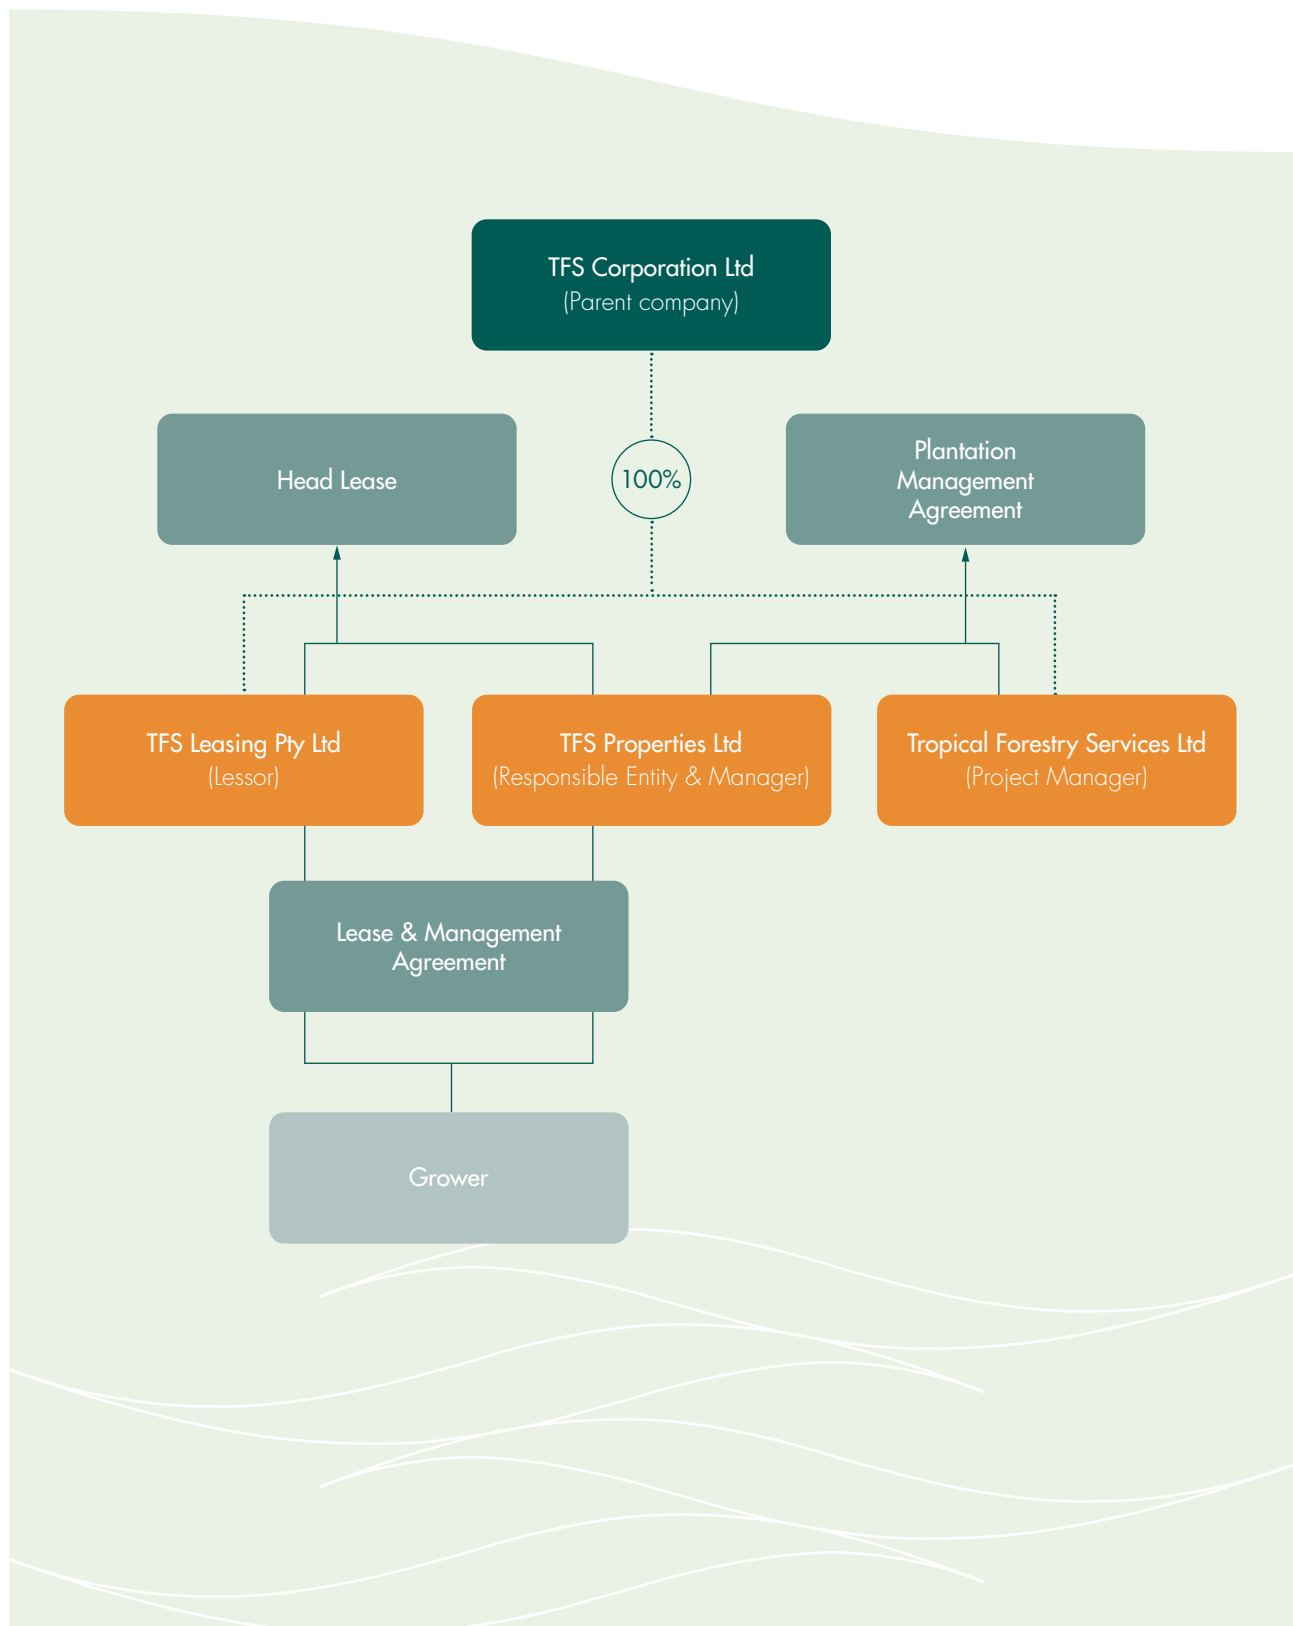 TFS Corporation Ltd
(Parent company)
Head Lease
100%
Plantation
Management
Agreement
TFS Leasing Pty Ltd
(Lessor)
TFS Properties Ltd
(Responsible Entity & Manager)
Tropical Forestry Services Ltd
(Project Manager)
Lease & Management
Agreement
Grower